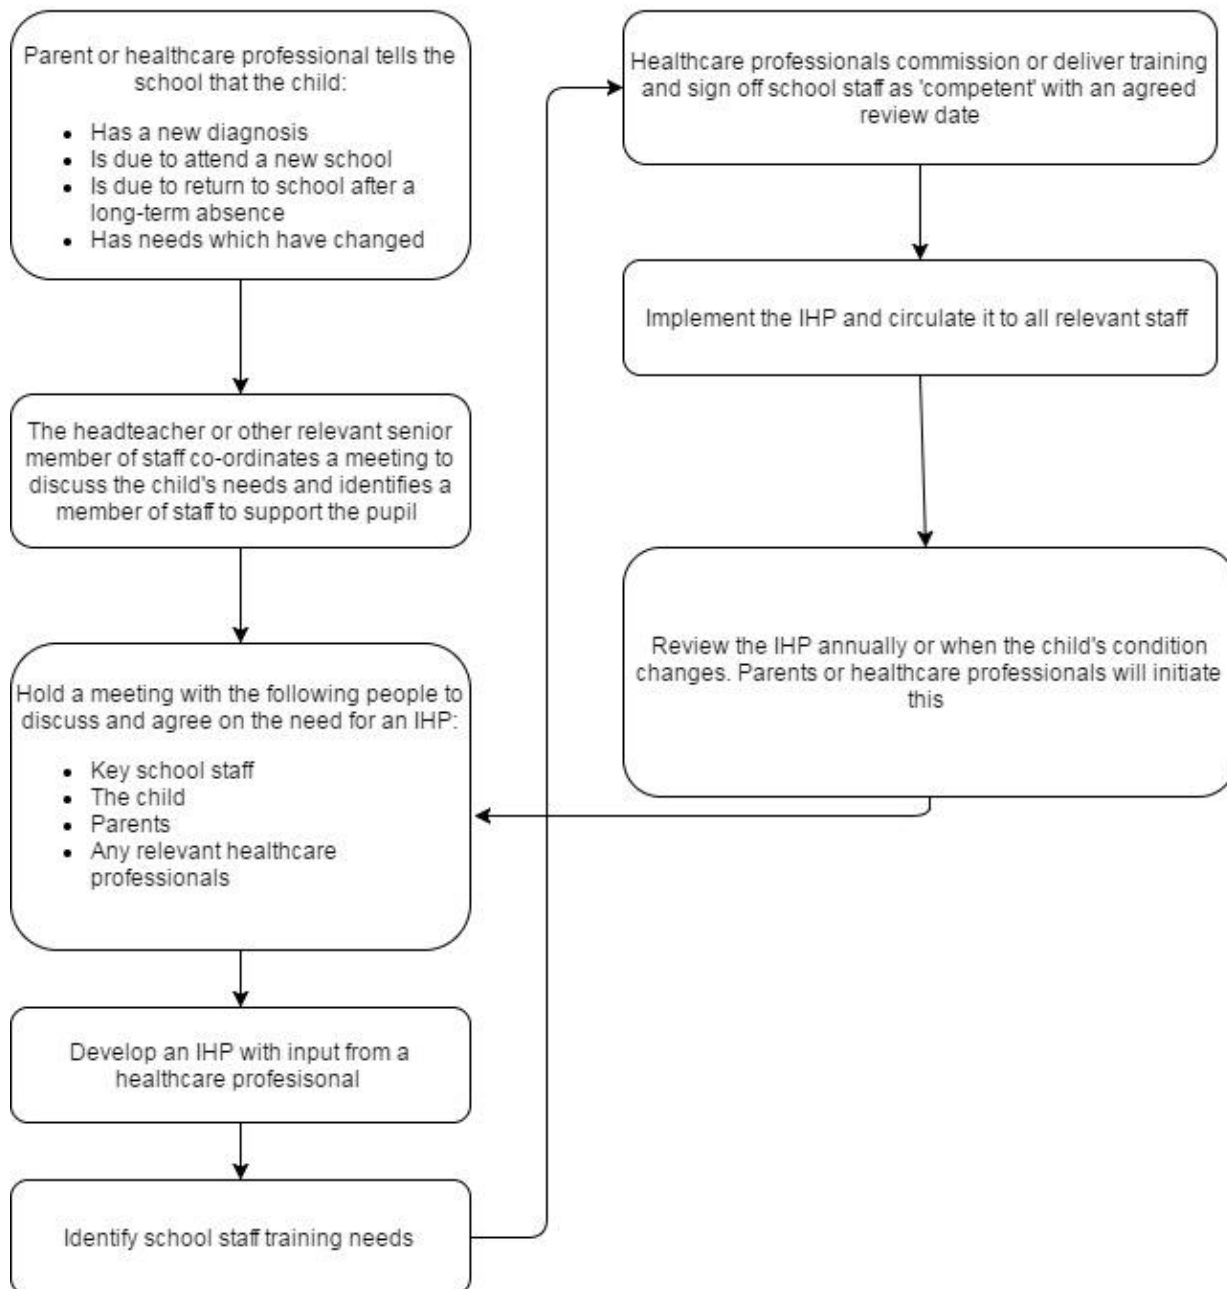 Parent or healthcare professional tells the
school that the child:
• Has a new diagnosis
• Is due to attend a new school
• Is due to return to school after a
long-term absence
• Has needs which have changed
The headteacher or other relevant senior
member of staff co-ordinates a meeting to
discuss the child's needs and identifies a
member of staff to support the pupil
Hold a meeting with the following people to
discuss and agree on the need for an IHP:
• Key school staff
• The child
• Parents
• Any relevant healthcare
professionals
Develop an IHP with input from a
healthcare profesisonal
Identify school staff training needs
Healthcare professionals commission or deliver training
and sign off school staff as 'competent' with an agreed
review date
Implement the IHP and circulate it to all relevant staff
Review the IHP annually or when the child's condition
changes. Parents or healthcare professionals will initiate
this